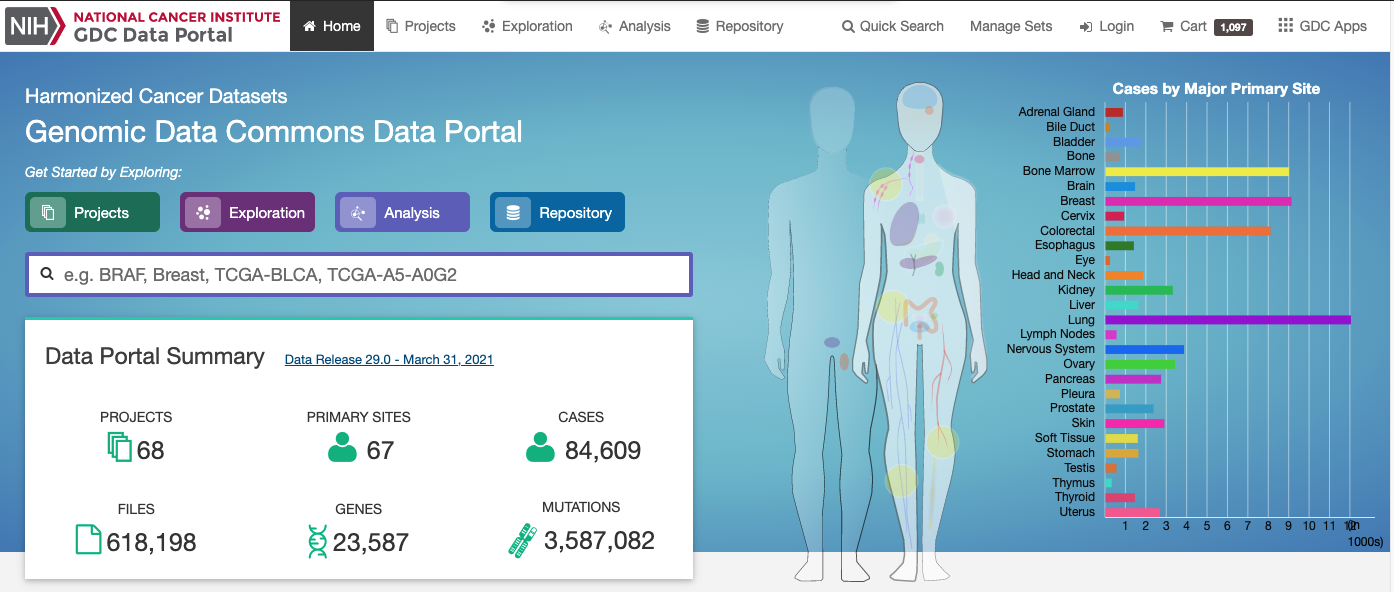 NIH
NATIONAL CANCER INSTITUTE
GDC Data Portal
Home
Projects
Exploration
Analysis
Repository
Quick Search
Manage Sets
Login
Cart 1,097
GDC Apps
Harmonized Cancer Datasets
Genomic Data Commons Data Portal
Get Started by Exploring:
Projects
Exploration
Analysis
Repository
e.g. BRAF, Breast, TCGA-BLCA, TCGA-A5-A0G2
Data Portal Summary
Data Release 29.0 - March 31, 2021
PROJECTS
68
PRIMARY SITES
67
CASES
84,609
FILES
618,198
GENES
23,587
MUTATIONS
3,587,082
Cases by Major Primary Site
Adrenal Gland
Bile Duct
Bladder
Bone
Bone Marrow
Brain
Breast
Cervix
Colorectal
Esophagus
Eye
Head and Neck
Kidney
Liver
Lung
Lymph Nodes
Nervous System
Ovary
Pancreas
Pleura
Prostate
Skin
Soft Tissue
Stomach
Testis
Thymus
Thyroid
Uterus
1 2 3 4 5 6 7 8 9 10 11 12
(in
1000s)